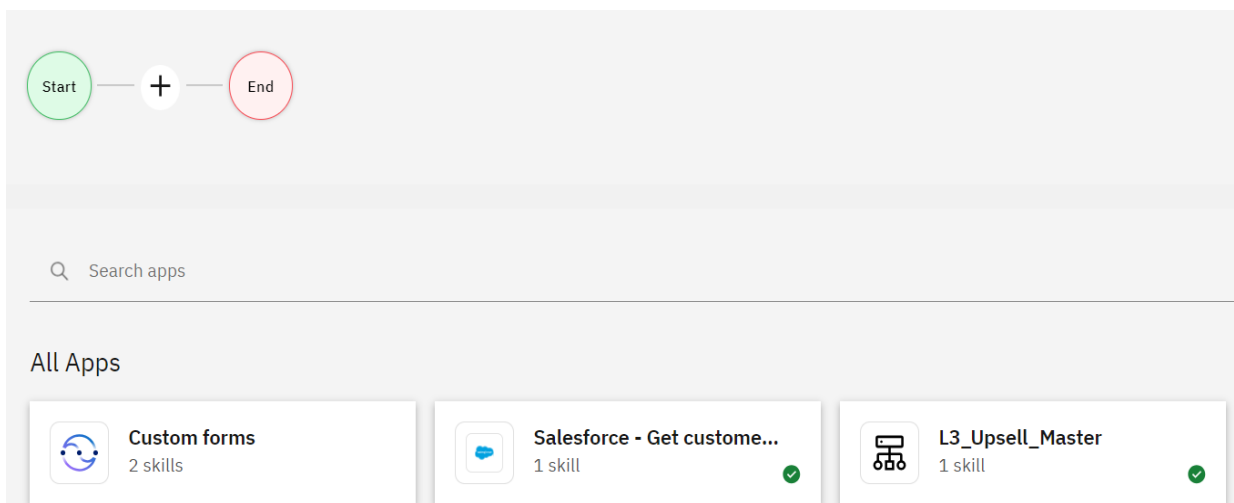 Start
+
End
Search apps
All Apps
Custom forms
2 skills
Salesforce - Get custome...
1 skill
L3_Upsell_Master
1 skill